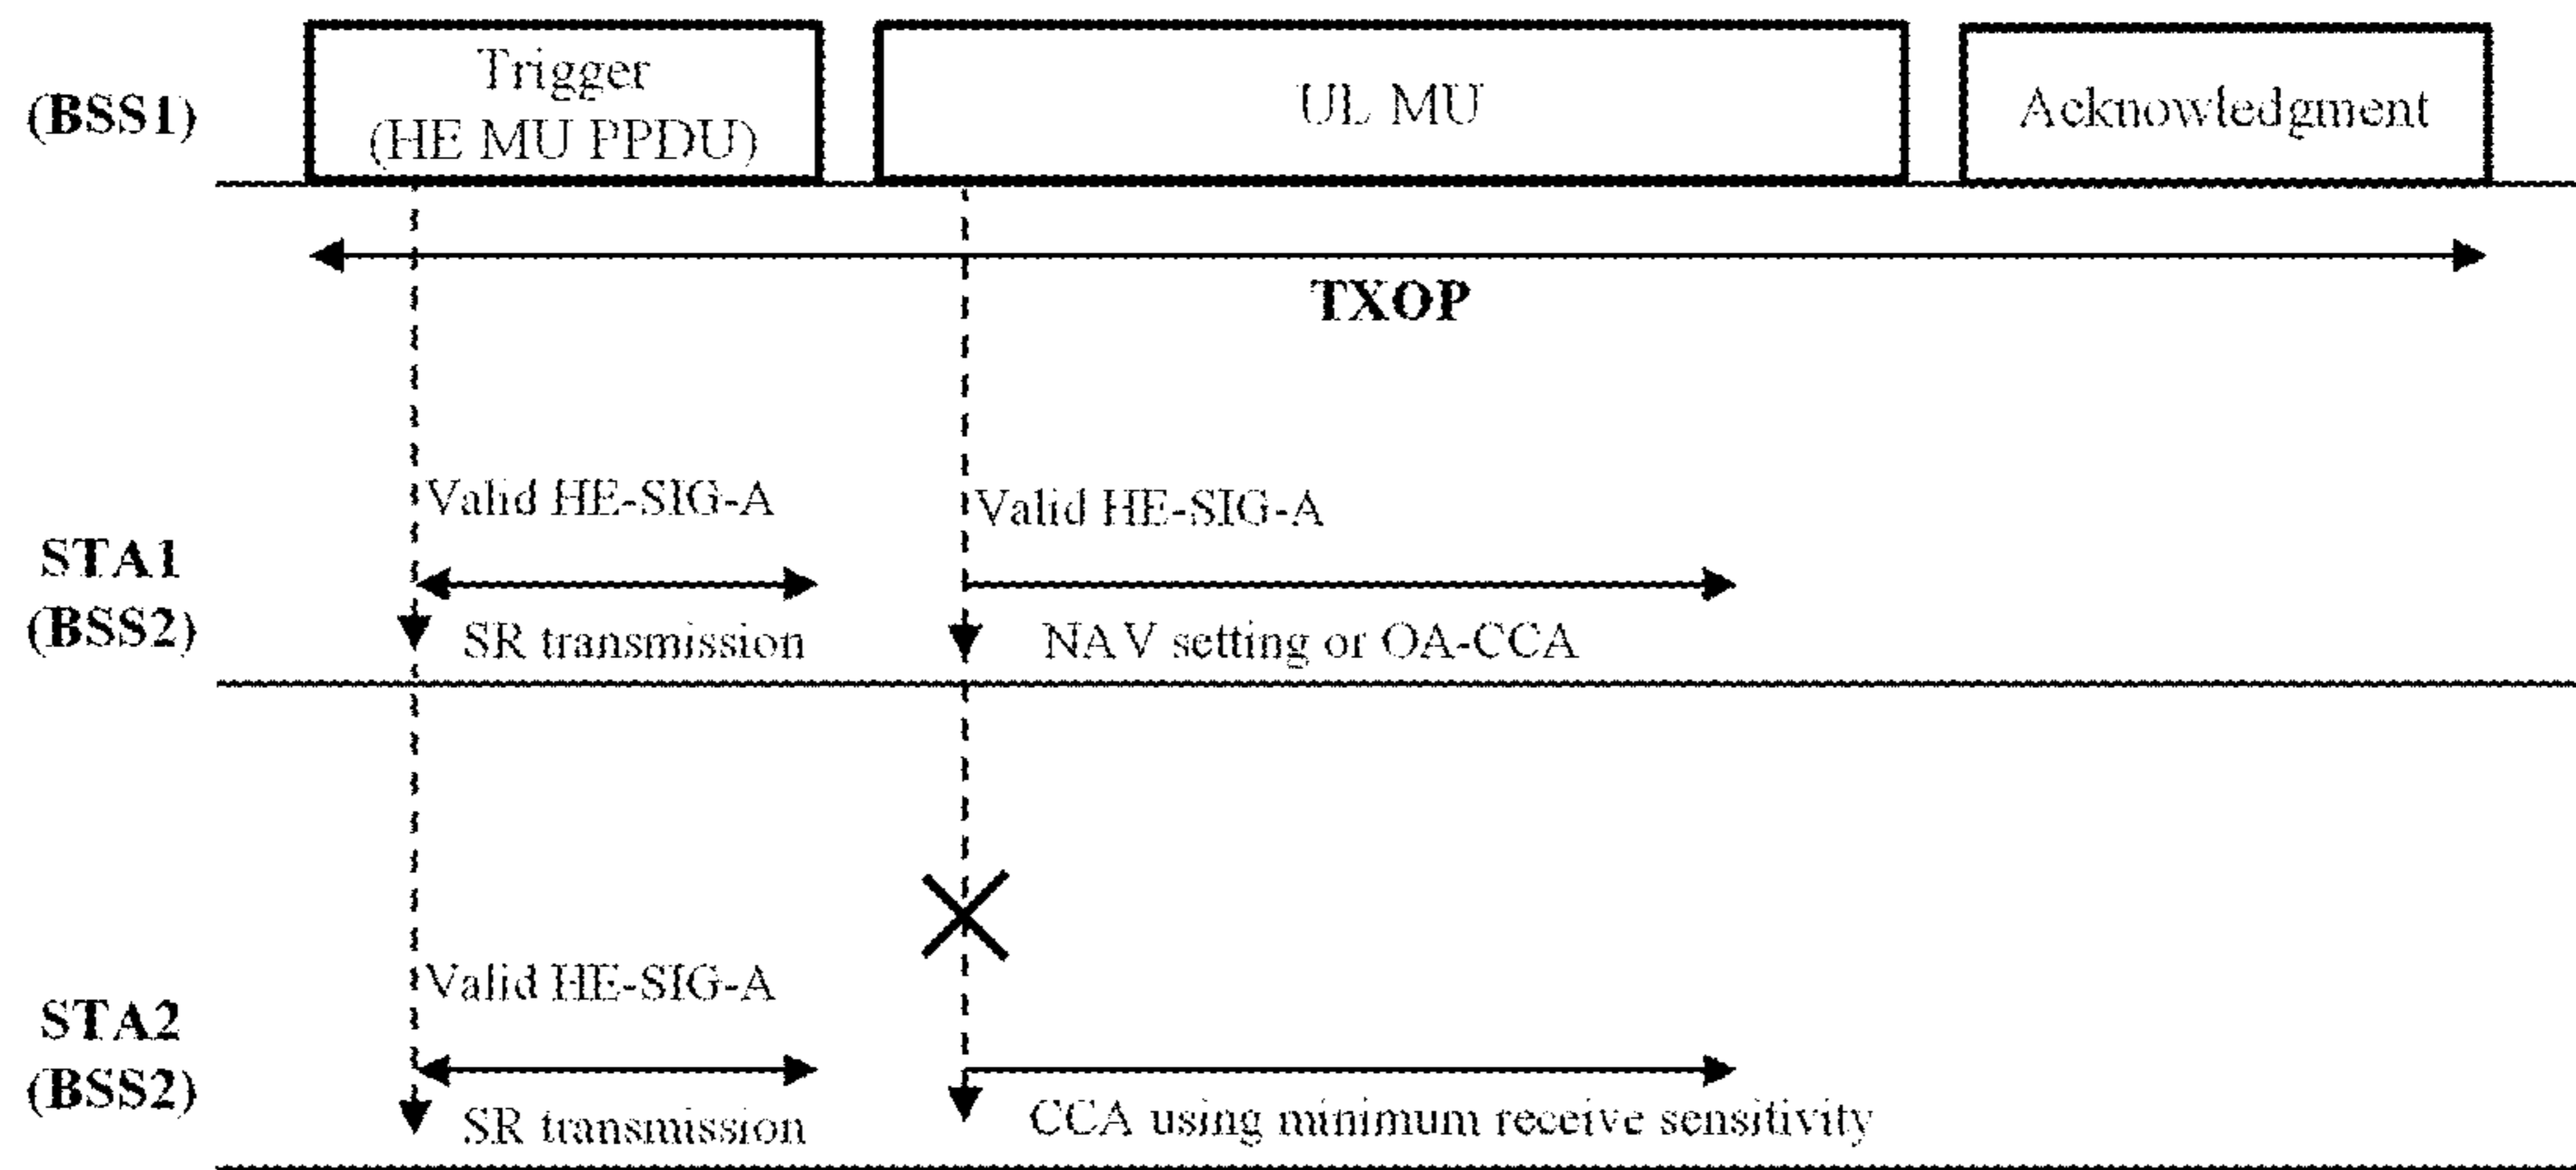 (BSS1)
Trigger
(HE MU PPDU)
UL MU
Acknowledgment
TXOP
STA1
(BSS2)
Valid HE-SIG-A
Valid HE-SIG-A
SR transmission
NAV setting or OA-CCA
STA2
(BSS2)
Valid HE-SIG-A
SR transmission
CCA using minimum receive sensitivity